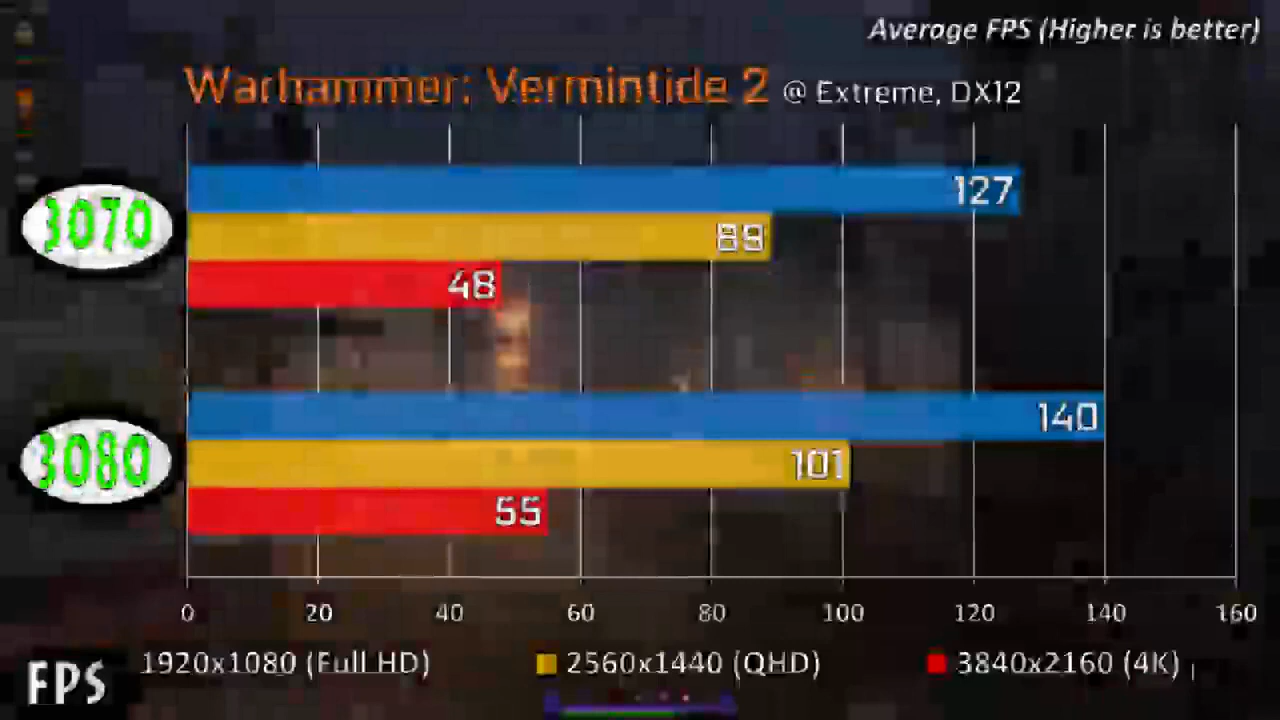 Average FPS (Higher is better)
Warhammer: Vermintide 2 @ Extreme, DX12
127
3070
89
48
140
3080
101
55
0 20 40 60 80 100 120 140 160
1920x1080 (Full HD) 2560x1440 (QHD) 3840x2160 (4K)
FPS